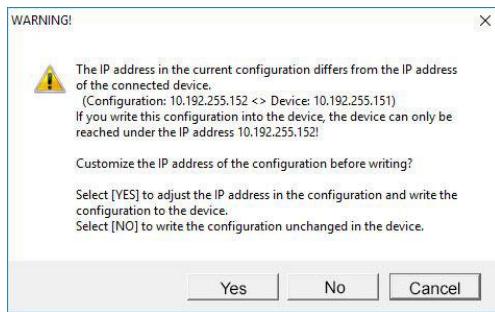 WARNING!
The IP address in the current configuration differs from the IP address
of the connected device.
(Configuration: 10.192.255.152 <> Device: 10.192.255.151)
If you write this configuration into the device, the device can only be
reached under the IP address 10.192.255.152!
Customize the IP address of the configuration before writing?
Select [YES] to adjust the IP address in the configuration and write the
configuration to the device.
Select [NO] to write the configuration unchanged in the device.
Yes
No
Cancel